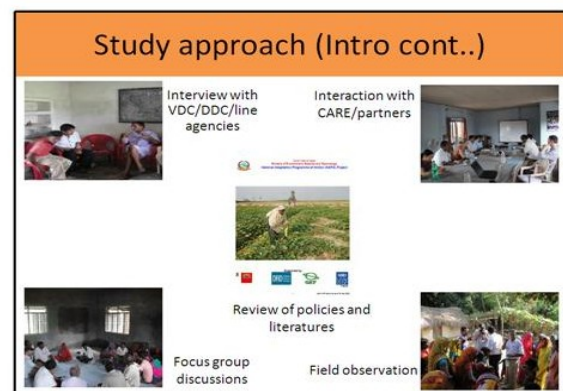 Study approach (Intro cont..)
Interview with
VDC/DDC/line
agencies
Interaction with
CARE/partners
Review of policies and
literatures
Focus group
discussions
Field observation